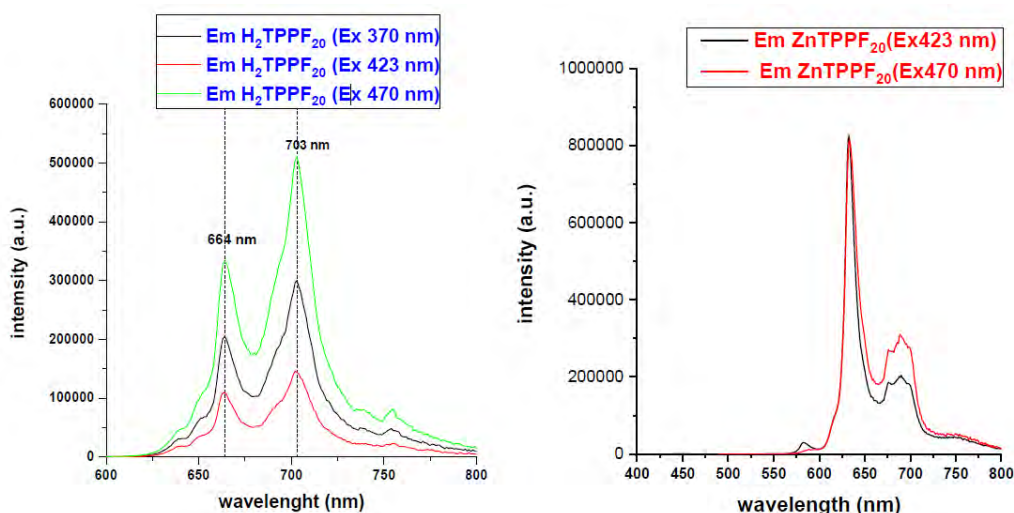 Em H₂TPPF₂₀ (Ex 370 nm)
Em H₂TPPF₂₀ (Ex 423 nm)
Em H₂TPPF₂₀ (Ex 470 nm)
600000
500000
400000
300000
200000
100000
0
600
650
700
750
800
664 nm
703 nm
intemsity (a.u.)
wavelenght (nm)
Em ZnTPPF₂₀(Ex423 nm)
Em ZnTPPF₂₀(Ex470 nm)
1000000
800000
600000
400000
200000
0
400
450
500
550
600
650
700
750
800
intensity (a.u.)
wavelength (nm)